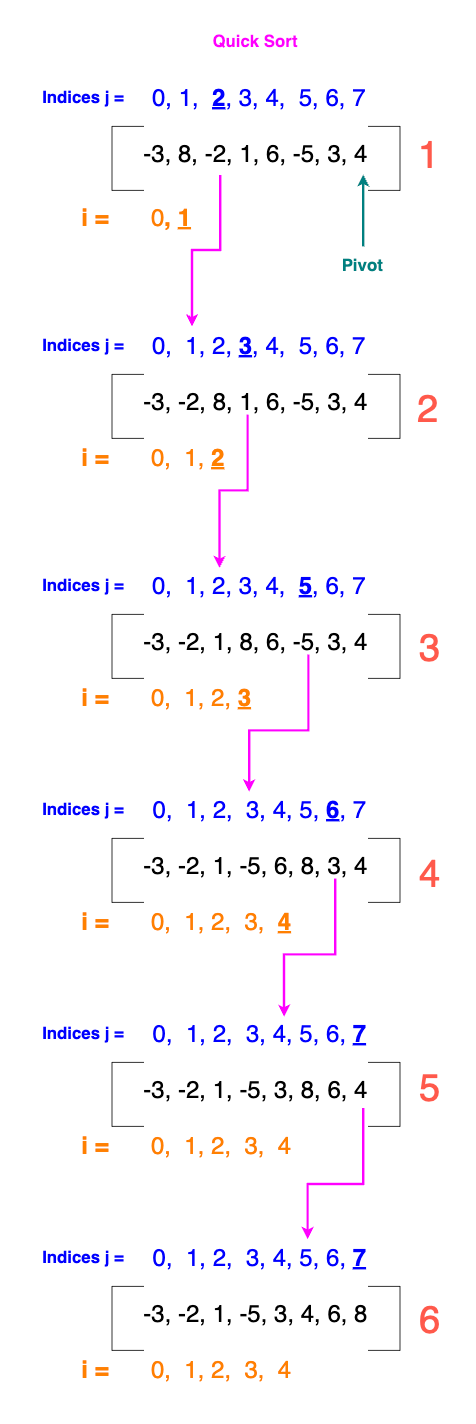 Quick Sort
Indices j = 0, 1, 2, 3, 4, 5, 6, 7
-3, 8, -2, 1, 6, -5, 3, 4 1
i = 0, 1
Pivot
Indices j = 0, 1, 2, 3, 4, 5, 6, 7
-3, -2, 8, 1, 6, -5, 3, 4 2
i = 0, 1, 2
Indices j = 0, 1, 2, 3, 4, 5, 6, 7
-3, -2, 1, 8, 6, -5, 3, 4 3
i = 0, 1, 2, 3
Indices j = 0, 1, 2, 3, 4, 5, 6, 7
-3, -2, 1, -5, 6, 8, 3, 4 4
i = 0, 1, 2, 3, 4
Indices j = 0, 1, 2, 3, 4, 5, 6, 7
-3, -2, 1, -5, 3, 8, 6, 4 5
i = 0, 1, 2, 3, 4
Indices j = 0, 1, 2, 3, 4, 5, 6, 7
-3, -2, 1, -5, 3, 4, 6, 8 6
i = 0, 1, 2, 3, 4